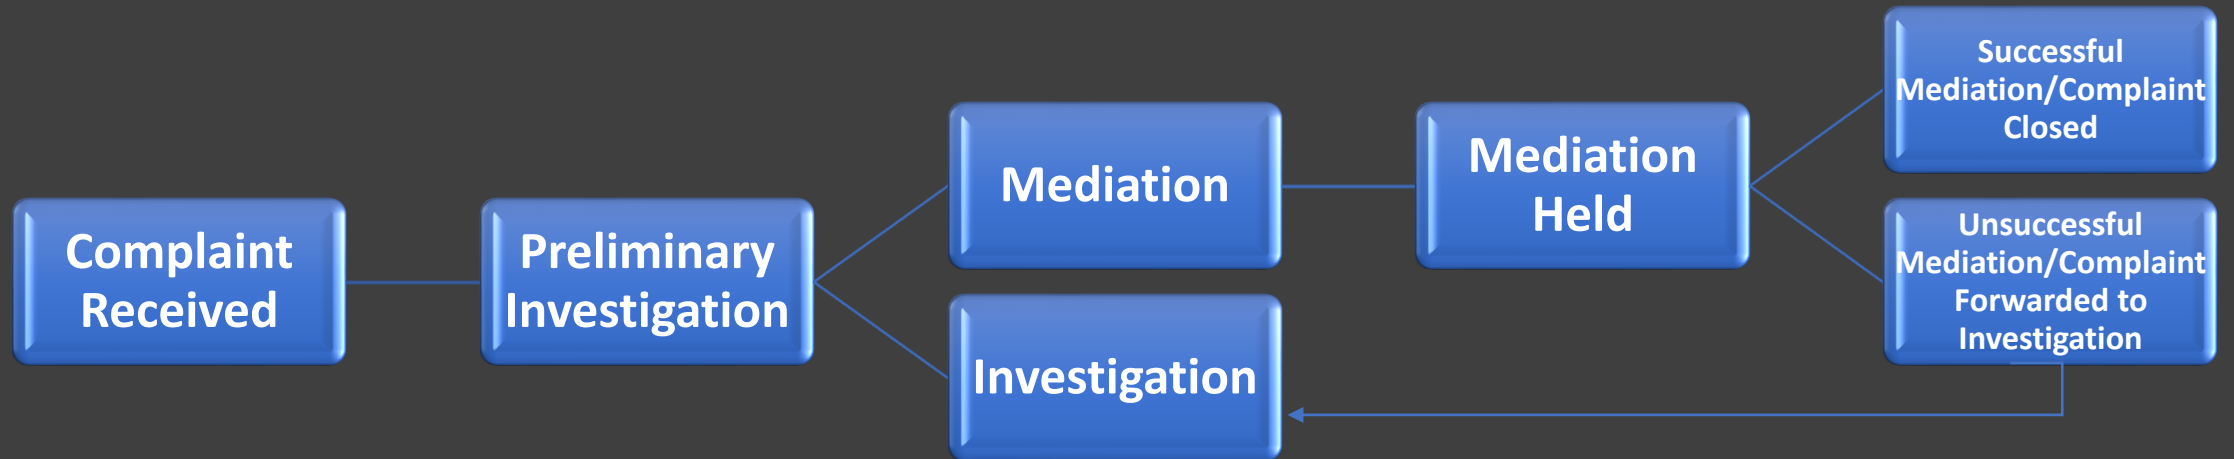 Complaint
Received
Preliminary
Investigation
Mediation
Investigation
Mediation
Held
Successful
Mediation/Complaint
Closed
Unsuccessful
Mediation/Complaint
Forwarded to
Investigation